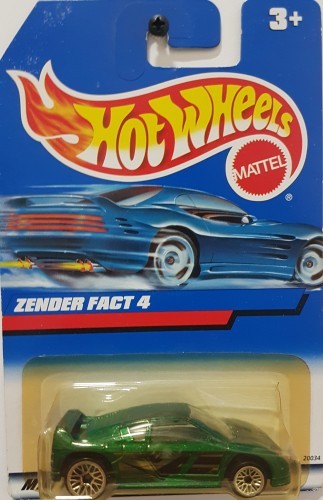 3+
HOT WHEELS
MATTEL
®
ZENDER FACT 4
20034